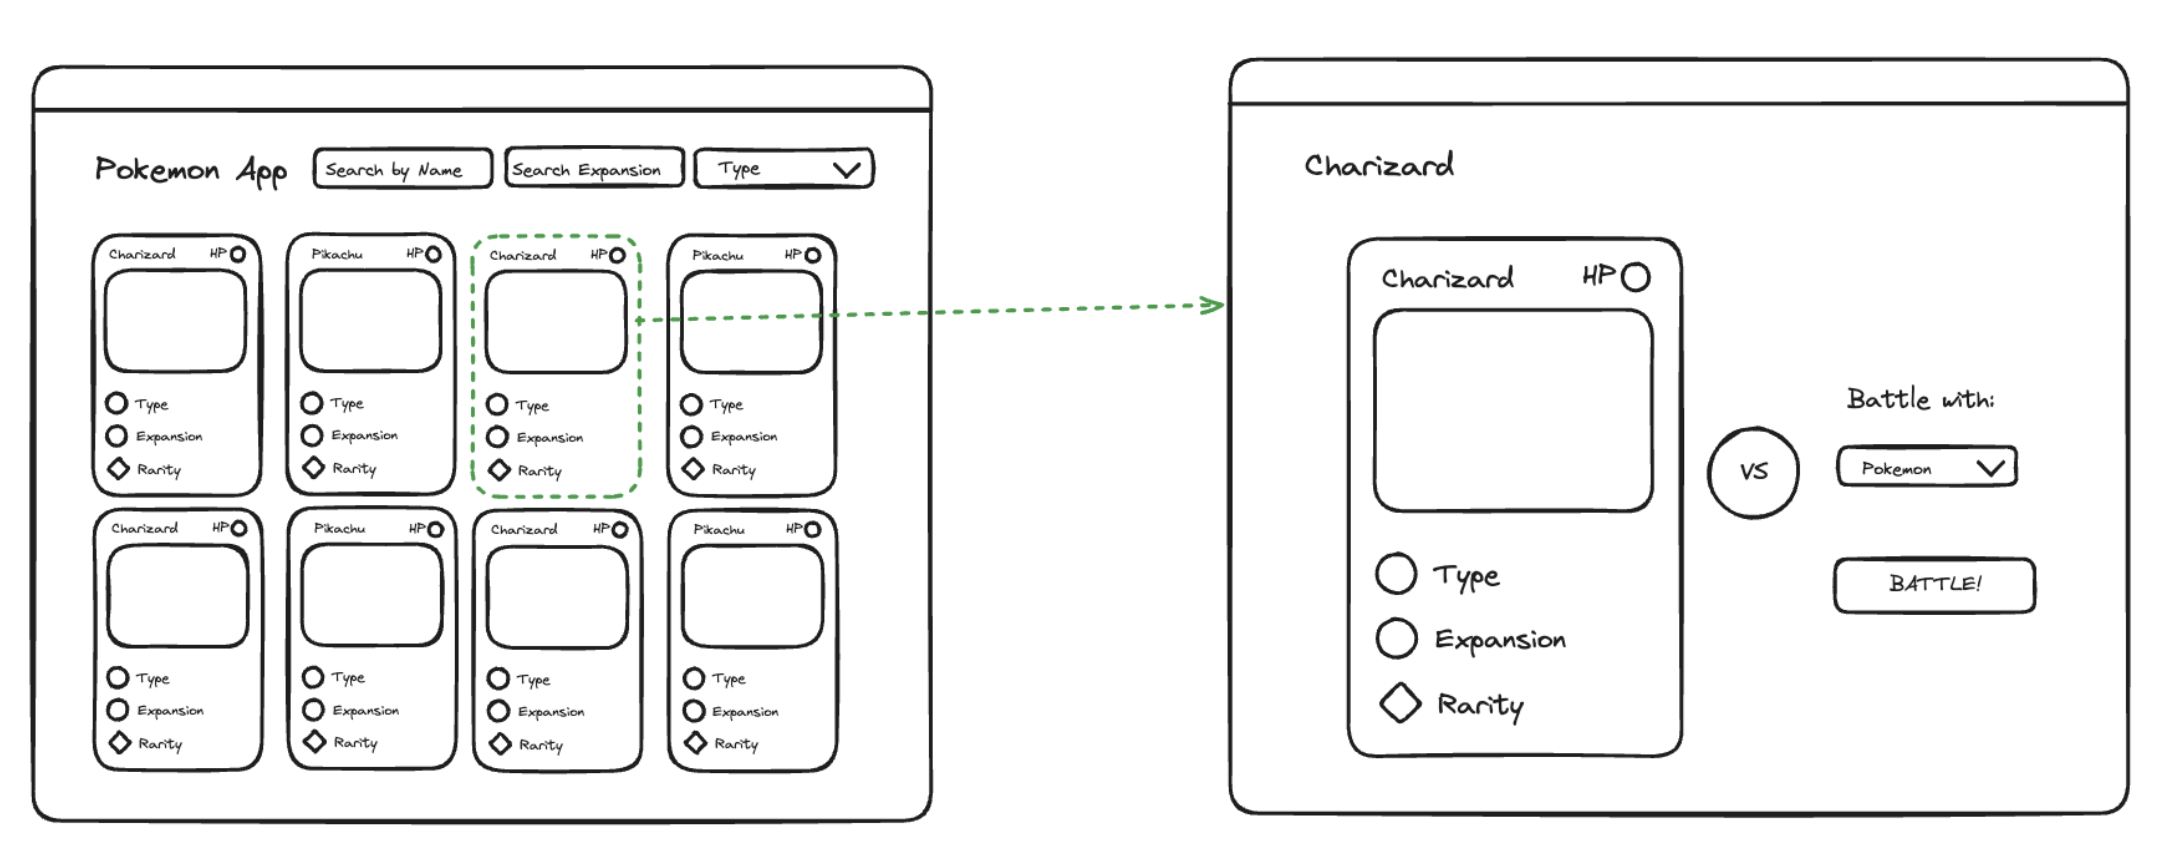 Pokemon App
Search by Name
Search Expansion
Type
Charizard HP
Type
Expansion
Rarity
Pikachu HP
Type
Expansion
Rarity
Charizard HP
Type
Expansion
Rarity
Pikachu HP
Type
Expansion
Rarity
Charizard HP
Type
Expansion
Rarity
Pikachu HP
Type
Expansion
Rarity
Charizard HP
Type
Expansion
Rarity
Pikachu HP
Type
Expansion
Rarity
Charizard
Charizard HP
Type
Expansion
Rarity
VS
Battle with:
Pokemon
BATTLE!